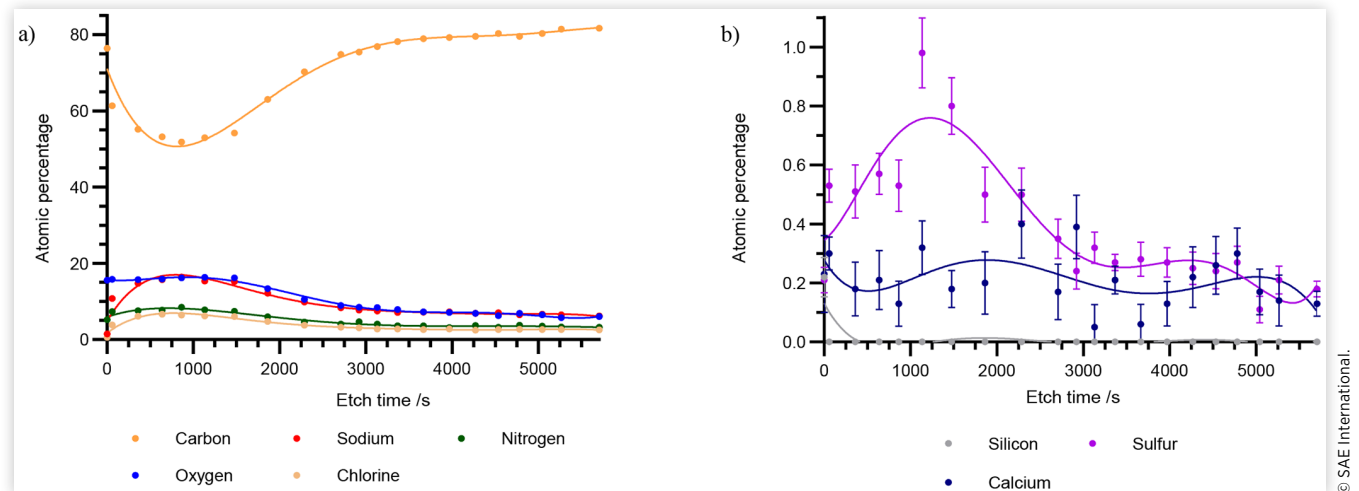 a)
80
60
40
20
0
Atomic percentage
0 1000 2000 3000 4000 5000
Etch time /s
Carbon Sodium Nitrogen
Oxygen Chlorine
b)
1.0
0.8
0.6
0.4
0.2
0.0
Atomic percentage
0 1000 2000 3000 4000 5000
Etch time /s
Silicon Sulfur
Calcium
© SAE International.